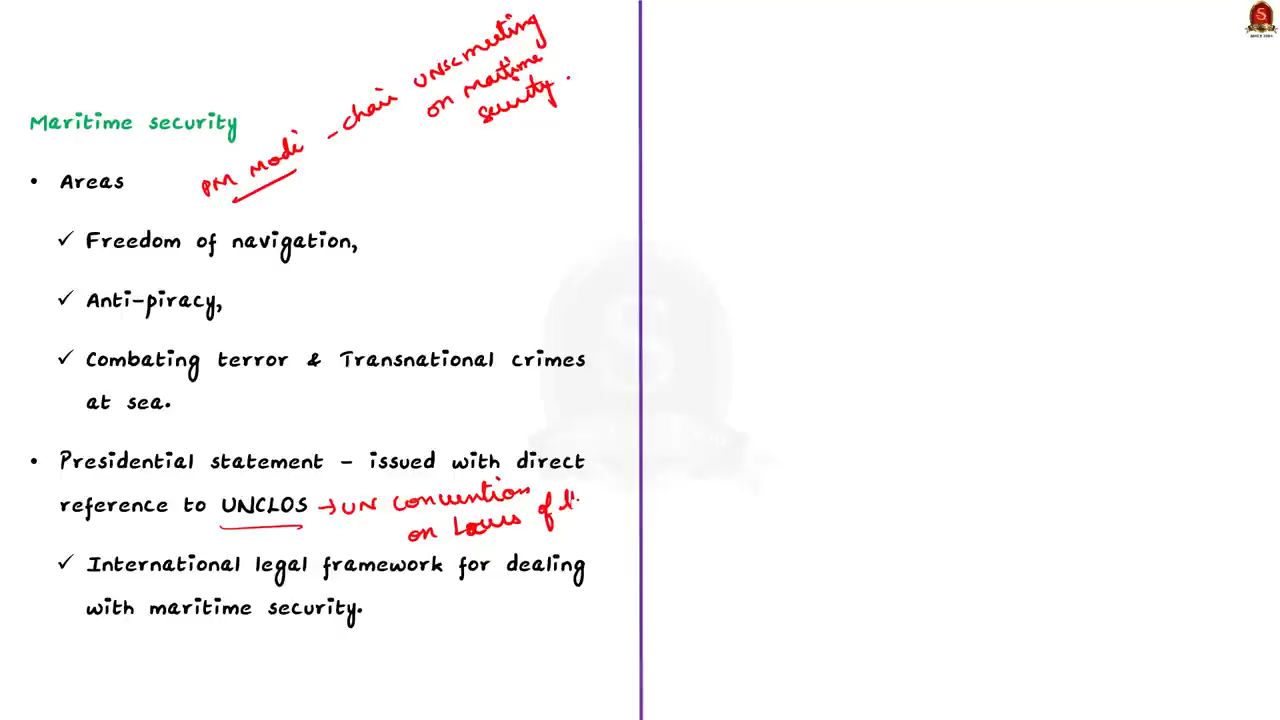 Maritime security
PM Modi - chair UNSC meeting
on Maritime
security.
• Areas
✓ Freedom of navigation,
✓ Anti-piracy,
✓ Combating terror & Transnational crimes
at sea.
• Presidential statement – issued with direct
reference to UNCLOS → UN Convention
on Laws of
✓ International legal framework for dealing
with maritime security.
S